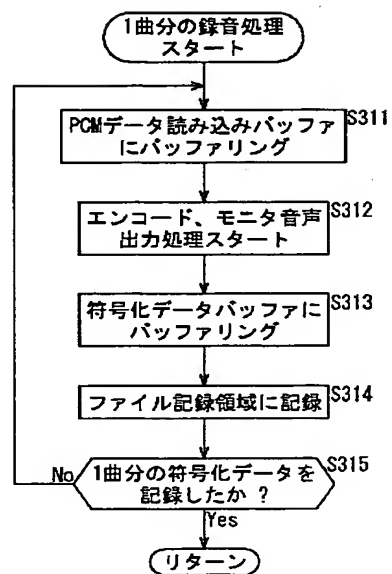 1曲分の録音処理
スタート
PCMデータ読み込みバッファ
にバッファリング
S311
エンコード、モニタ音声
出力処理スタート
S312
符号化データバッファに
バッファリング
S313
ファイル記録領域に記録
S314
1曲分の符号化データを
記録したか ?
S315
No
Yes
リターン